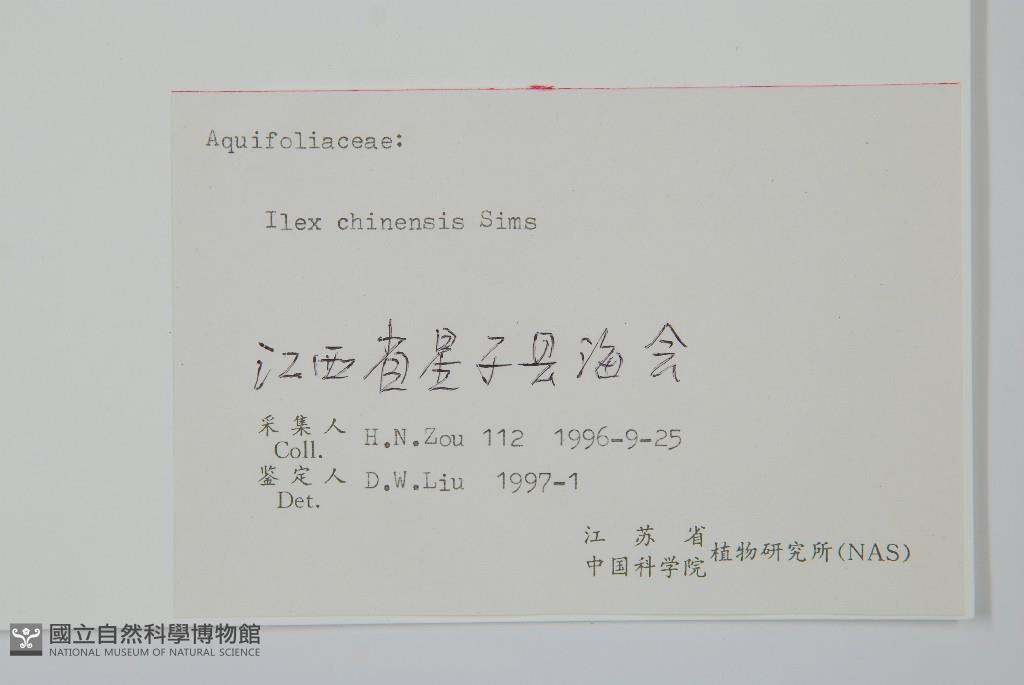 Aquifoliaceae:
Ilex chinensis Sims
江西省星子县海会
采集人 H.N.Zou 112 1996-9-25
Coll.
鉴定人 D.W.Liu 1997-1
Det.
江苏省
中国科学院 植物研究所(NAS)
國立自然科學博物館
NATIONAL MUSEUM OF NATURAL SCIENCE